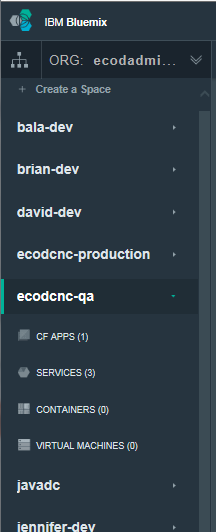 IBM Bluemix
ORG: ecodadmi...
+ Create a Space
bala-dev
brian-dev
david-dev
ecodcnc-production
ecodcnc-qa
CF APPS (1)
SERVICES (3)
CONTAINERS (0)
VIRTUAL MACHINES (0)
javadc
jennifer-dev